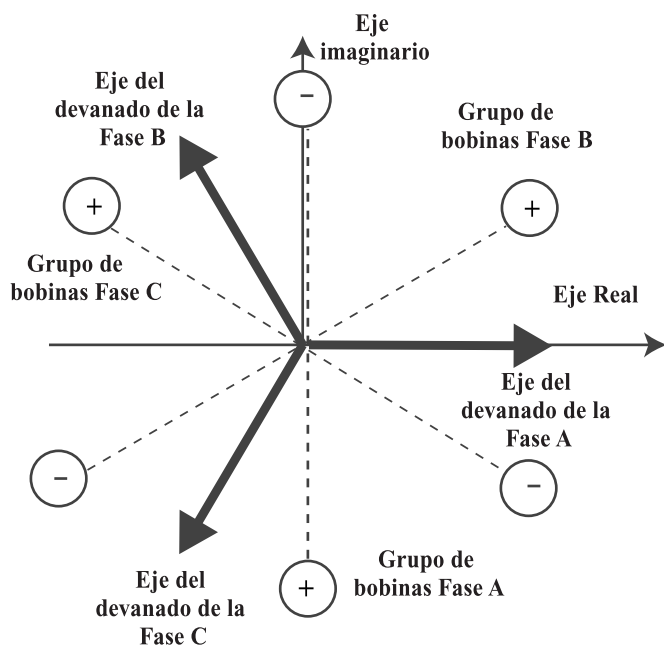 Eje
imaginario
Eje del
devanado de la
Fase B
−
Grupo de
bobinas Fase B
+
+
Grupo de
bobinas Fase C
Eje Real
Eje del
devanado de la
Fase A
−
−
Grupo de
bobinas Fase A
+
Eje del
devanado de la
Fase C